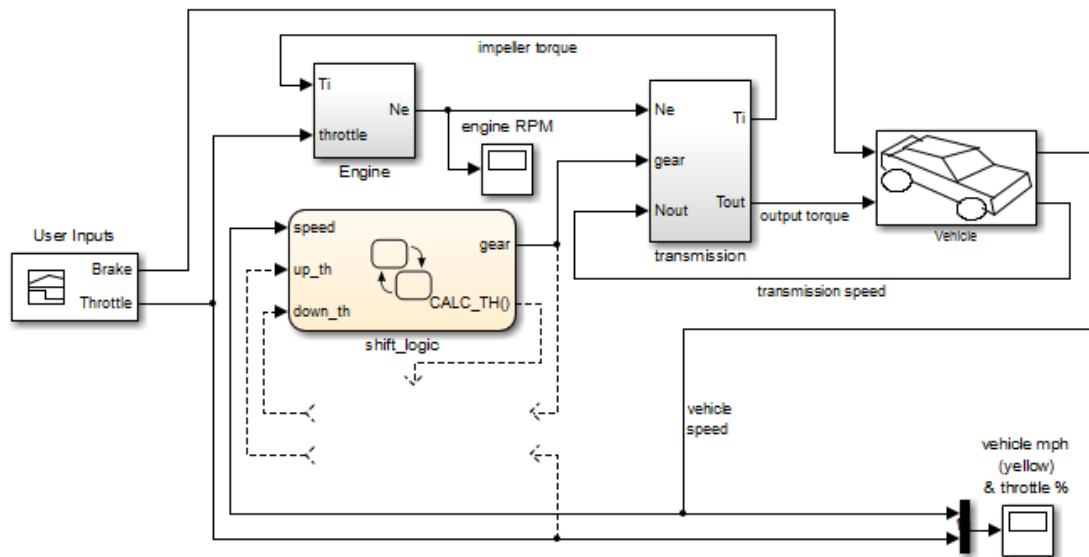 impeller torque
Ti
Ne
throttle
Engine
engine RPM
Ne
Ti
gear
Nout
Tout
transmission
output torque
Vehicle
transmission speed
User Inputs
Brake
Throttle
speed
gear
up_th
CALC_TH()
down_th
shift_logic
vehicle
speed
vehicle mph
(yellow)
& throttle %